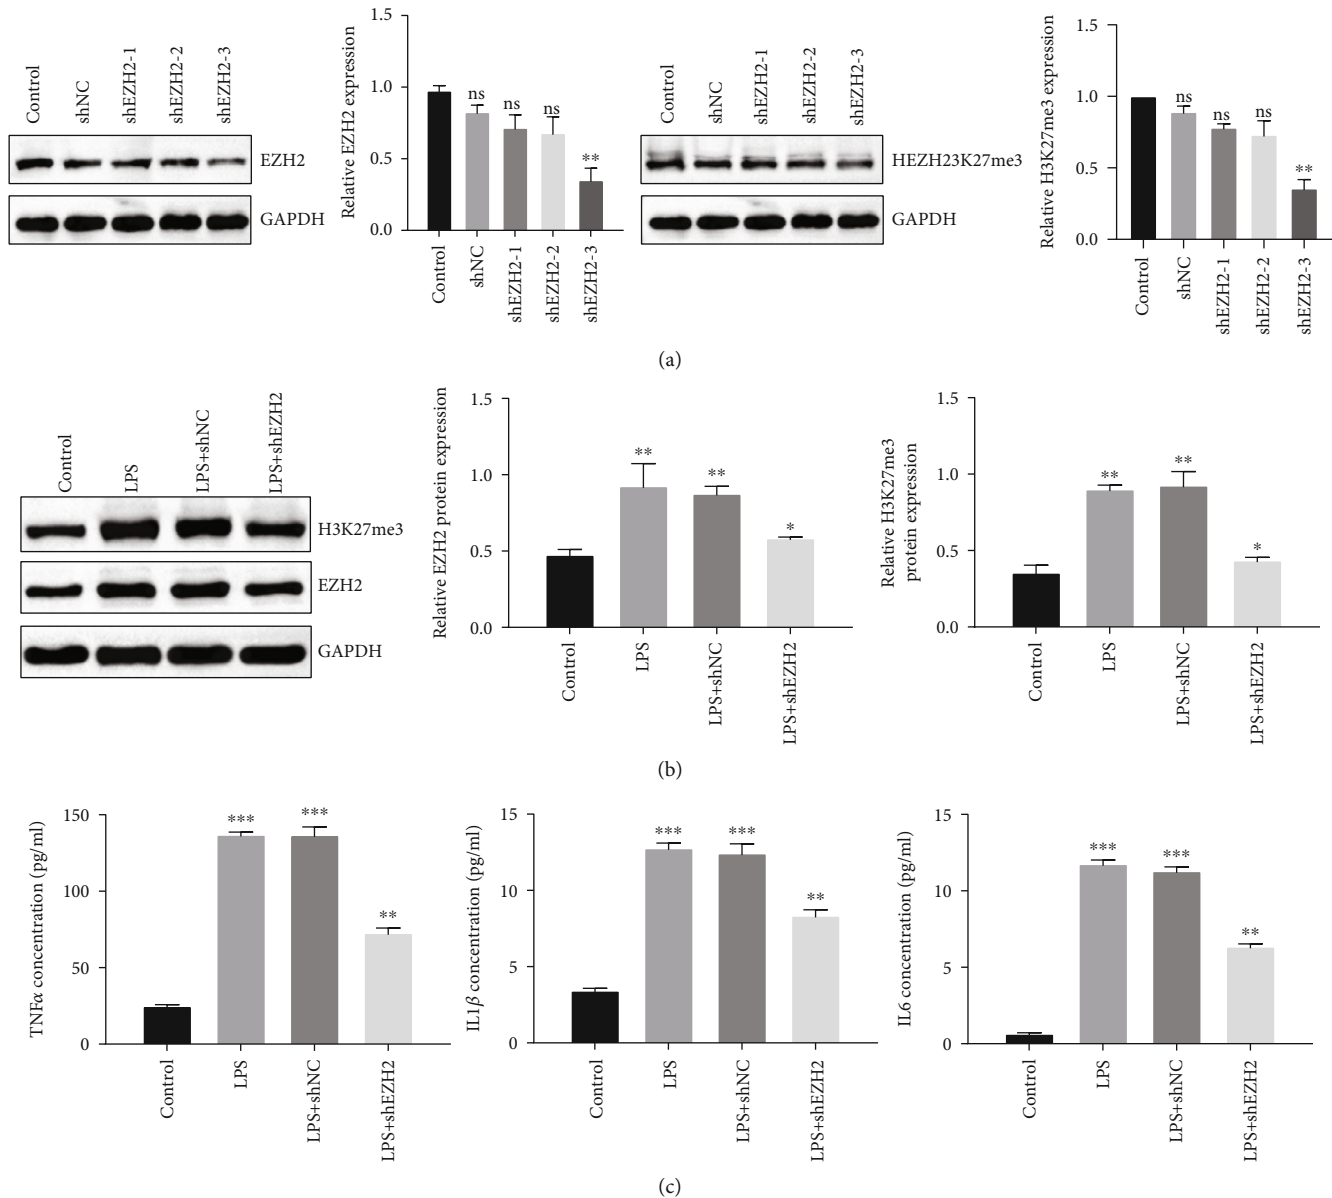 Control
shNC
shEZH2-1
shEZH2-2
shEZH2-3
EZH2
GAPDH
Relative EZH2 expression
1.5
1.0
0.5
0.0
ns
ns
ns
**
Control
shNC
shEZH2-1
shEZH2-2
shEZH2-3
Control
shNC
shEZH2-1
shEZH2-2
shEZH2-3
HEZH23K27me3
GAPDH
Relative H3K27me3 expression
1.5
1.0
0.5
0.0
ns
ns
ns
**
Control
shNC
shEZH2-1
shEZH2-2
shEZH2-3
(a)
Control
LPS
LPS+shNC
LPS+shEZH2
H3K27me3
EZH2
GAPDH
Relative EZH2 protein expression
1.5
1.0
0.5
0.0
**
**
*
Control
LPS
LPS+shNC
LPS+shEZH2
Relative H3K27me3
protein expression
1.5
1.0
0.5
0.0
**
**
*
Control
LPS
LPS+shNC
LPS+shEZH2
(b)
TNFα concentration (pg/ml)
150
100
50
0
***
***
**
Control
LPS
LPS+shNC
LPS+shEZH2
IL1β concentration (pg/ml)
15
10
5
0
***
***
**
Control
LPS
LPS+shNC
LPS+shEZH2
IL6 concentration (pg/ml)
15
10
5
0
***
***
**
Control
LPS
LPS+shNC
LPS+shEZH2
(c)